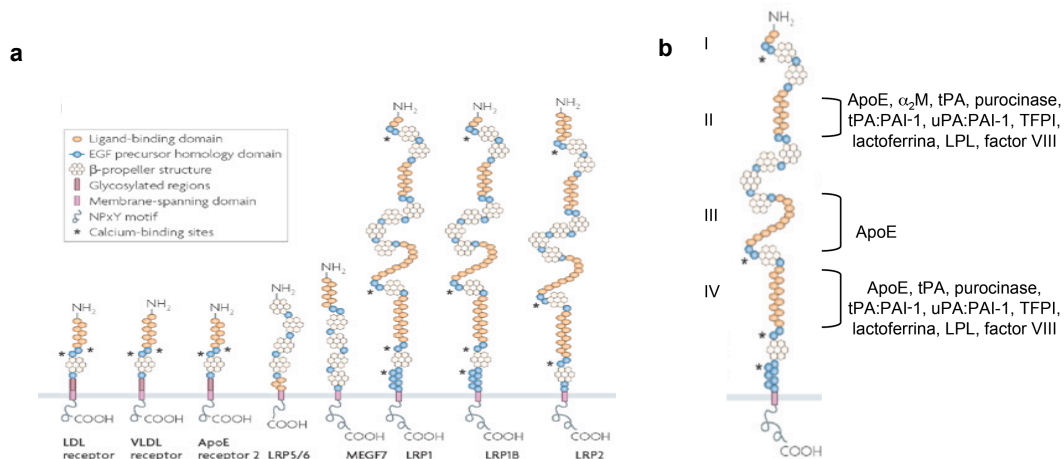 a
NH₂
Ligand-binding domain
EGF precursor homology domain
β-propeller structure
Glycosylated regions
Membrane-spanning domain
NPxY motif
* Calcium-binding sites
NH₂
NH₂
NH₂
NH₂
NH₂
NH₂
NH₂
NH₂
* * * * * *
* * *
* * *
* * *
COOH
COOH
COOH
COOH
COOH
COOH
COOH
COOH
LDL receptor
VLDL receptor
ApoE receptor 2
LRP5/6
MEGF7
LRP1
LRP1B
LRP2
b
NH₂
I
*
II
ApoE, α₂M, tPA, purocinase,
tPA:PAI-1, uPA:PAI-1, TFPI,
lactoferrina, LPL, factor VIII
III
ApoE
*
IV
ApoE, tPA, purocinase,
tPA:PAI-1, uPA:PAI-1, TFPI,
lactoferrina, LPL, factor VIII
*
*
COOH